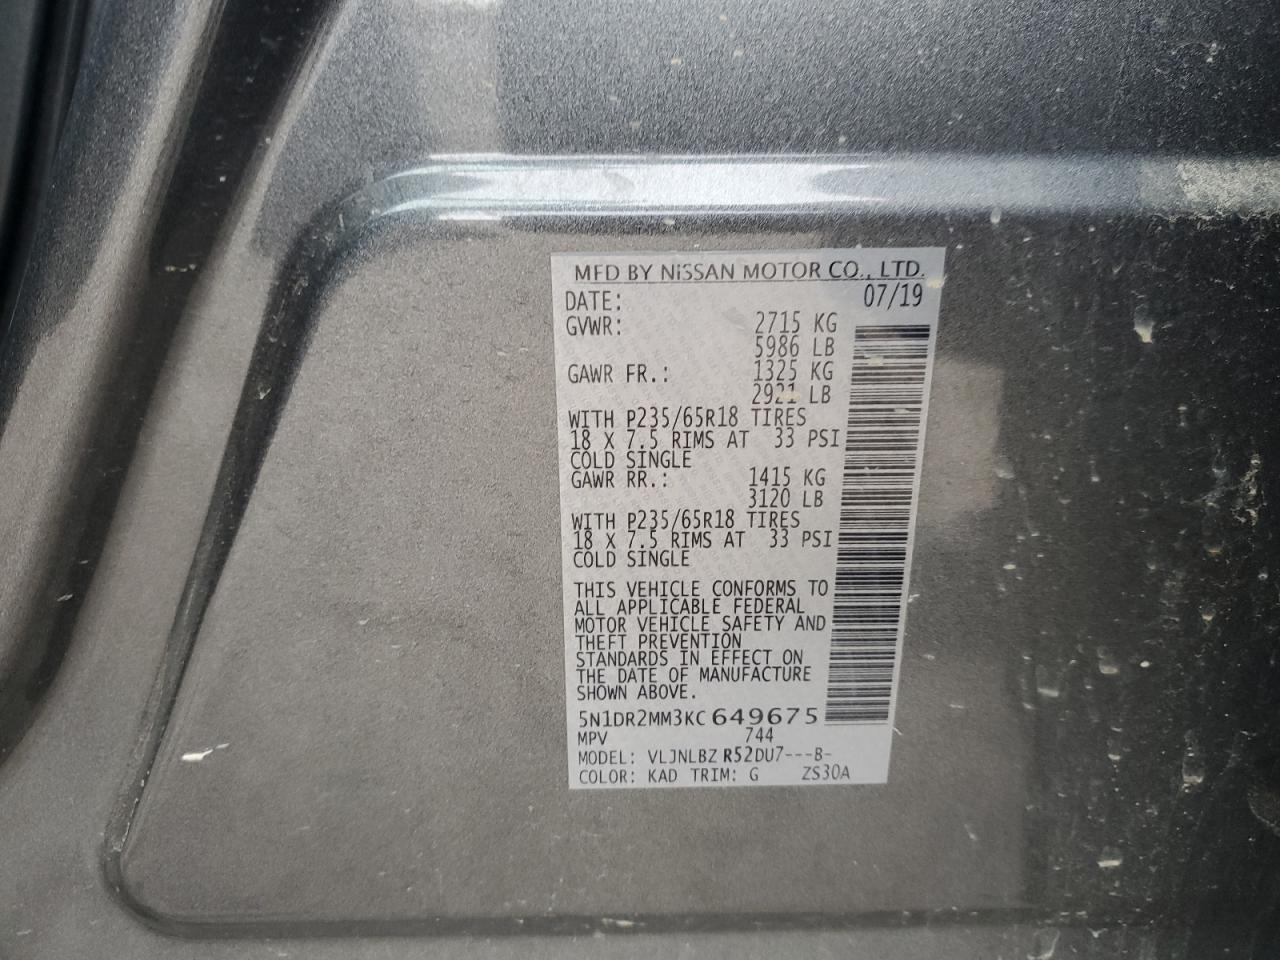 MFD BY NISSAN MOTOR CO., LTD.
DATE: 07/19
GVWR: 2715 KG
5986 LB
GAWR FR.: 1325 KG
2921 LB
WITH P235/65R18 TIRES
18 X 7.5 RIMS AT 33 PSI
COLD SINGLE
GAWR RR.: 1415 KG
3120 LB
WITH P235/65R18 TIRES
18 X 7.5 RIMS AT 33 PSI
COLD SINGLE
THIS VEHICLE CONFORMS TO
ALL APPLICABLE FEDERAL
MOTOR VEHICLE SAFETY AND
THEFT PREVENTION
STANDARDS IN EFFECT ON
THE DATE OF MANUFACTURE
SHOWN ABOVE.
5N1DR2MM3KC649675
MPV 744
MODEL: VLJNLBZ R52DU7---B-
COLOR: KAD TRIM: G ZS30A